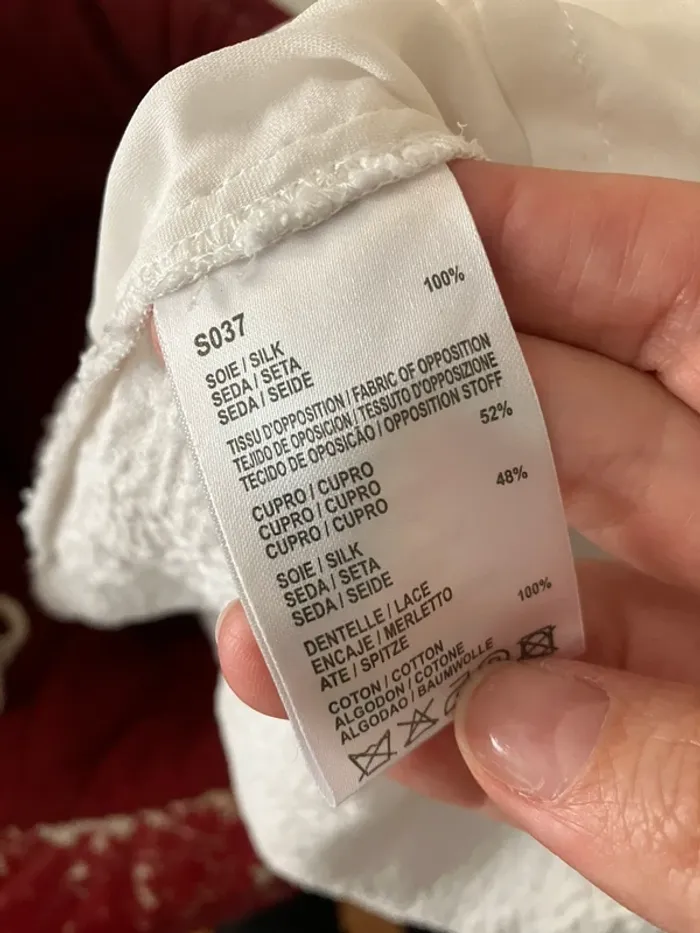 100%
S037
SOIE / SILK
SEDA / SETA
SEDA / SEIDE
TISSU D'OPPOSITION / FABRIC OF OPPOSITION
TEJIDO DE OPOSICION / TESSUTO D'OPPOSIZIONE
TECIDO DE OPOSIÇÃO / OPPOSITION STOFF
52%
CUPRO / CUPRO
CUPRO / CUPRO
CUPRO / CUPRO
48%
SOIE / SILK
SEDA / SETA
SEDA / SEIDE
DENTELLE / LACE
ENCAJE / MERLETTO
ATE / SPITZE
100%
COTON / COTTON
ALGODON / COTONE
ALGODAO / BAUMWOLLE